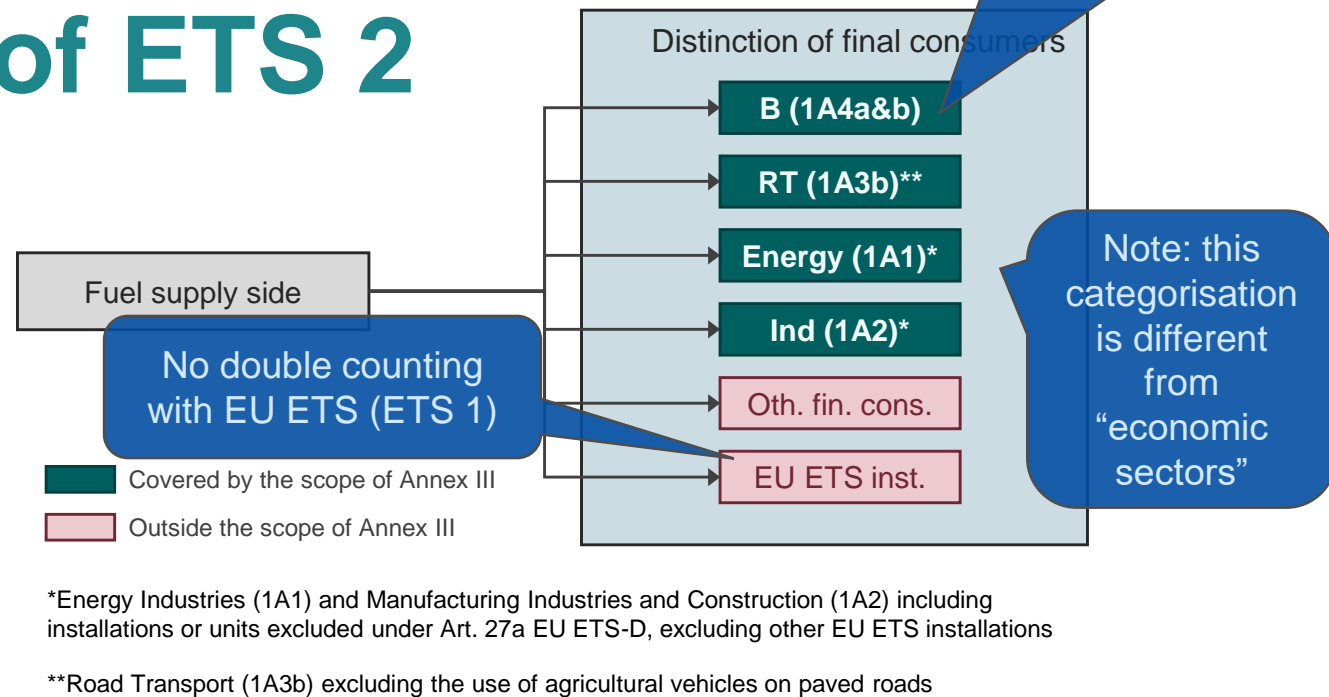 of ETS 2
Distinction of final consumers
B (1A4a&b)
RT (1A3b)**
Energy (1A1)*
Ind (1A2)*
Oth. fin. cons.
EU ETS inst.
Fuel supply side
No double counting
with EU ETS (ETS 1)
Note: this
categorisation
is different
from
“economic
sectors”
Covered by the scope of Annex III
Outside the scope of Annex III
*Energy Industries (1A1) and Manufacturing Industries and Construction (1A2) including
installations or units excluded under Art. 27a EU ETS-D, excluding other EU ETS installations
**Road Transport (1A3b) excluding the use of agricultural vehicles on paved roads